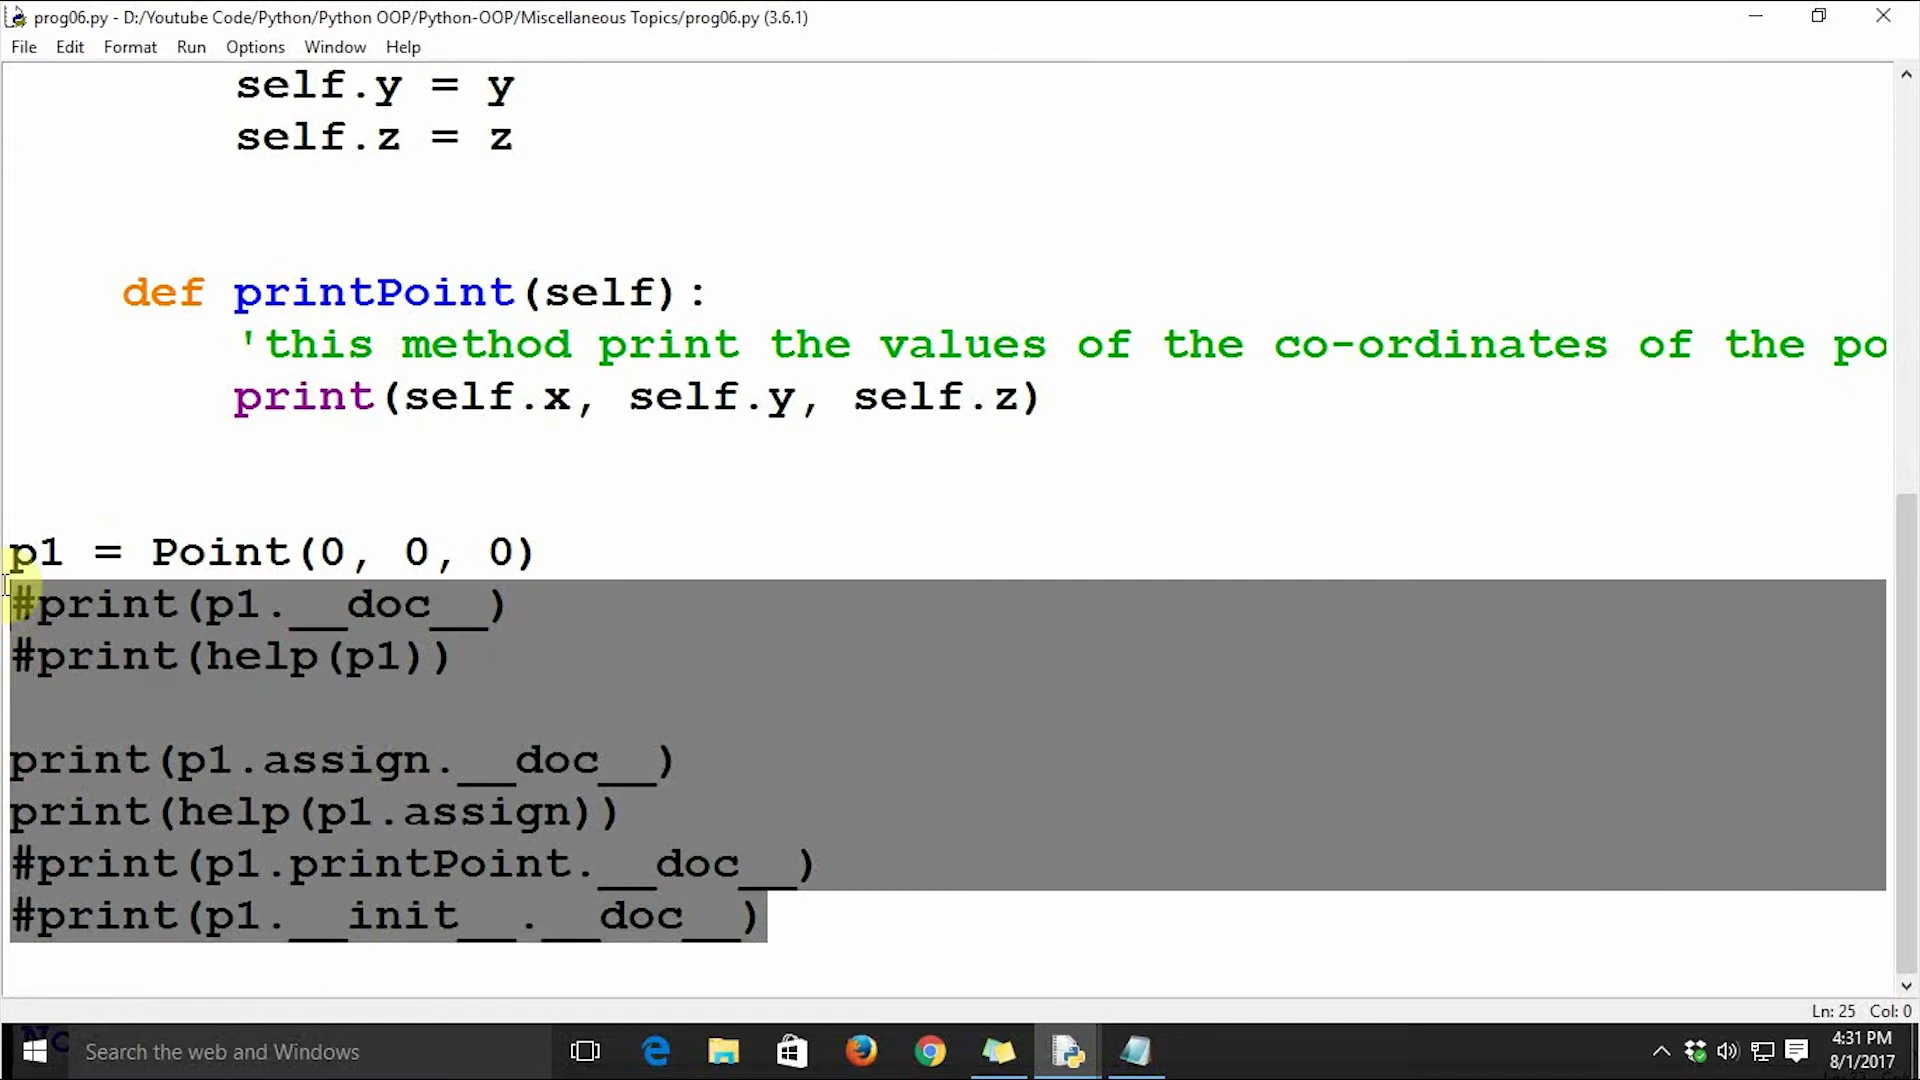 prog06.py - D:/Youtube Code/Python/Python OOP/Python-OOP/Miscellaneous Topics/prog06.py (3.6.1)
File Edit Format Run Options Window Help
self.y = y
self.z = z
def printPoint(self):
'this method print the values of the co-ordinates of the po
print(self.x, self.y, self.z)
p1 = Point(0, 0, 0)
#print(p1.__doc__)
#print(help(p1))
print(p1.assign.__doc__)
print(help(p1.assign))
#print(p1.printPoint.__doc__)
#print(p1.__init__.__doc__)
Ln: 25 Col: 0
Search the web and Windows
4:31 PM
8/1/2017